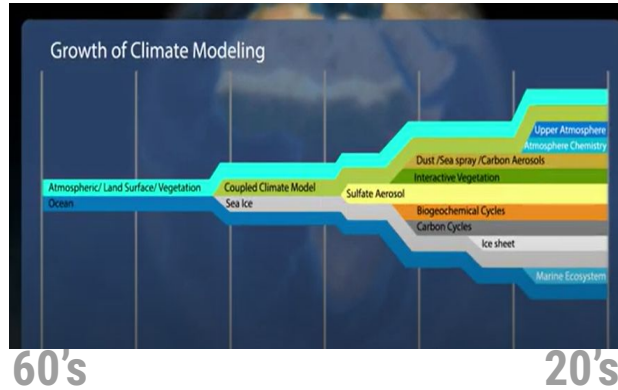 Growth of Climate Modeling
Upper Atmosphere
Atmosphere Chemistry
Dust /Sea spray /Carbon Aerosols
Interactive Vegetation
Atmospheric/ Land Surface/ Vegetation
Coupled Climate Model
Sulfate Aerosol
Ocean
Sea Ice
Biogeochemical Cycles
Carbon Cycles
Ice sheet
Marine Ecosystem
60's
20's